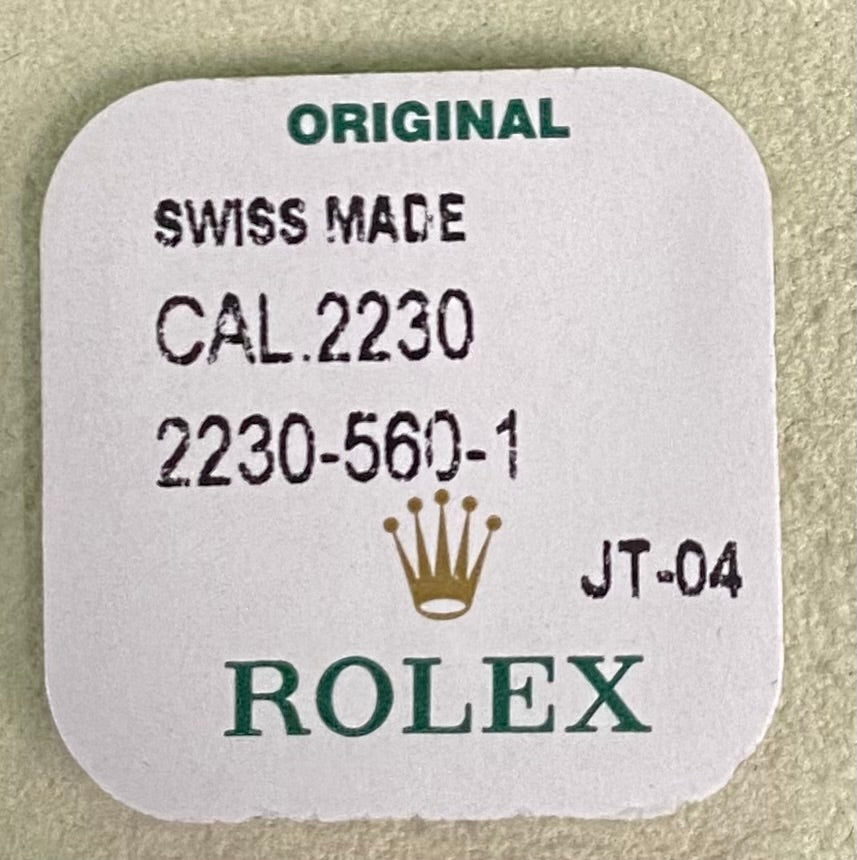 ORIGINAL
SWISS MADE
CAL.2230
2230-560-1
JT-04
ROLEX